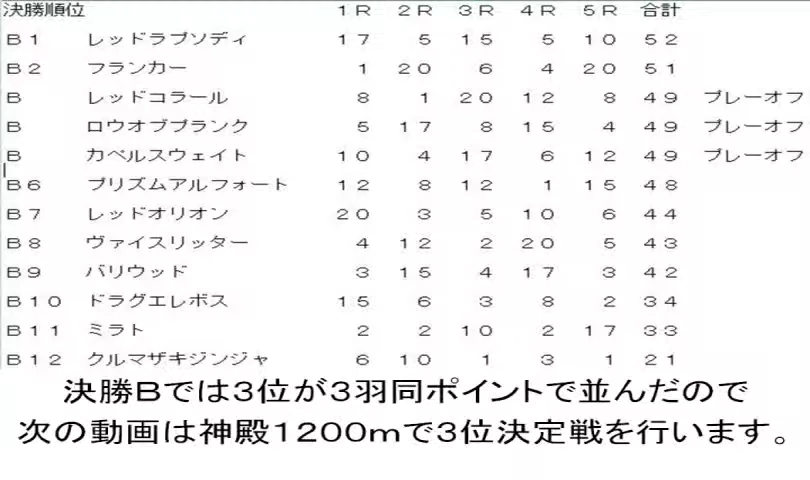 決勝順位 1R 2R 3R 4R 5R 合計
B1 レッドラプソディ 17 5 15 5 10 52
B2 フランカー 1 20 6 4 20 51
B レッドコラール 8 1 20 12 8 49 プレーオフ
B ロウオブブランク 5 17 8 15 4 49 プレーオフ
B カベルスウェイト 10 4 17 6 12 49 プレーオフ
B6 プリズムアルフォート 12 8 12 1 15 48
B7 レッドオリオン 20 3 5 10 6 44
B8 ヴァイスリッター 4 12 2 20 5 43
B9 バリウッド 3 15 4 17 3 42
B10 ドラグエレボス 15 6 3 8 2 34
B11 ミラト 2 2 10 2 17 33
B12 クルマザキジンジャ 6 10 1 3 1 21
決勝Bでは3位が3羽同ポイントで並んだので
次の動画は神殿1200mで3位決定戦を行います。